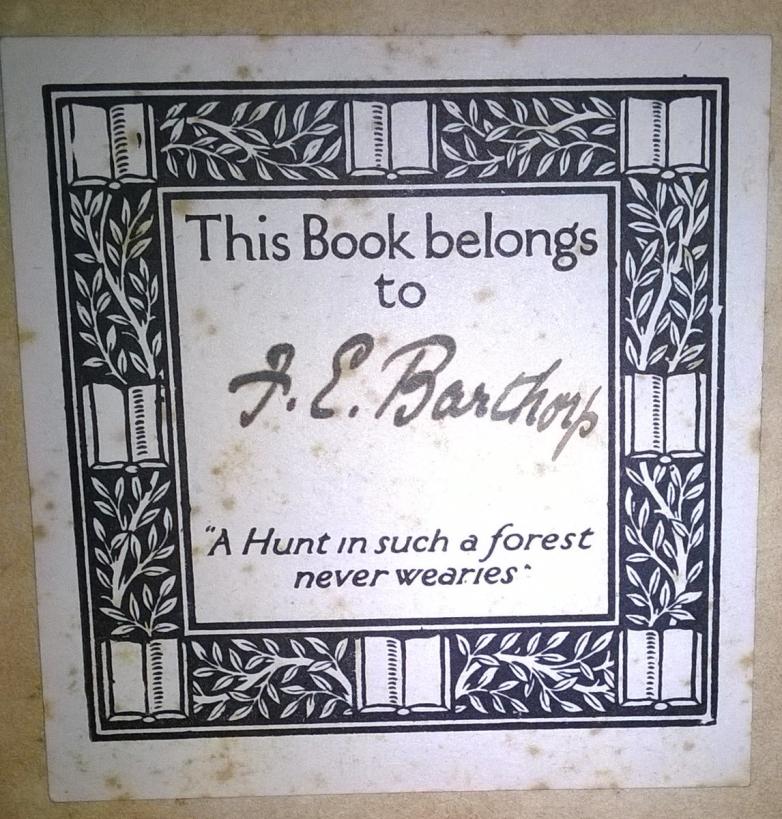 This Book belongs
to
J. E. Barthorp
"A Hunt in such a forest
never wearies"